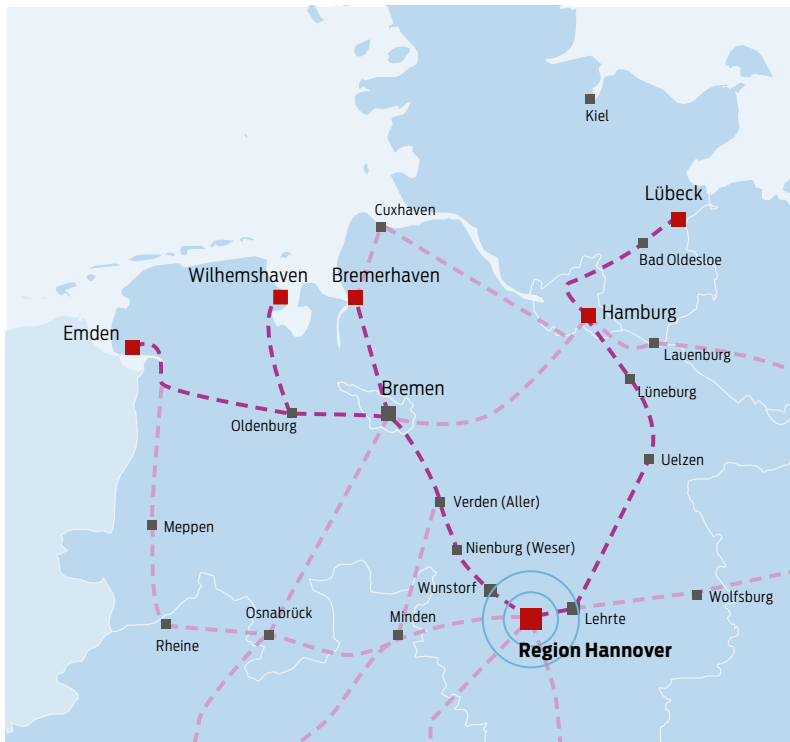 Kiel
Lübeck
Cuxhaven
Bad Oldesloe
Wilhemshaven
Bremerhaven
Hamburg
Emden
Lauenburg
Lüneburg
Bremen
Oldenburg
Uelzen
Verden (Aller)
Meppen
Nienburg (Weser)
Wunstorf
Wolfsburg
Osnabrück
Minden
Lehrte
Rheine
Region Hannover